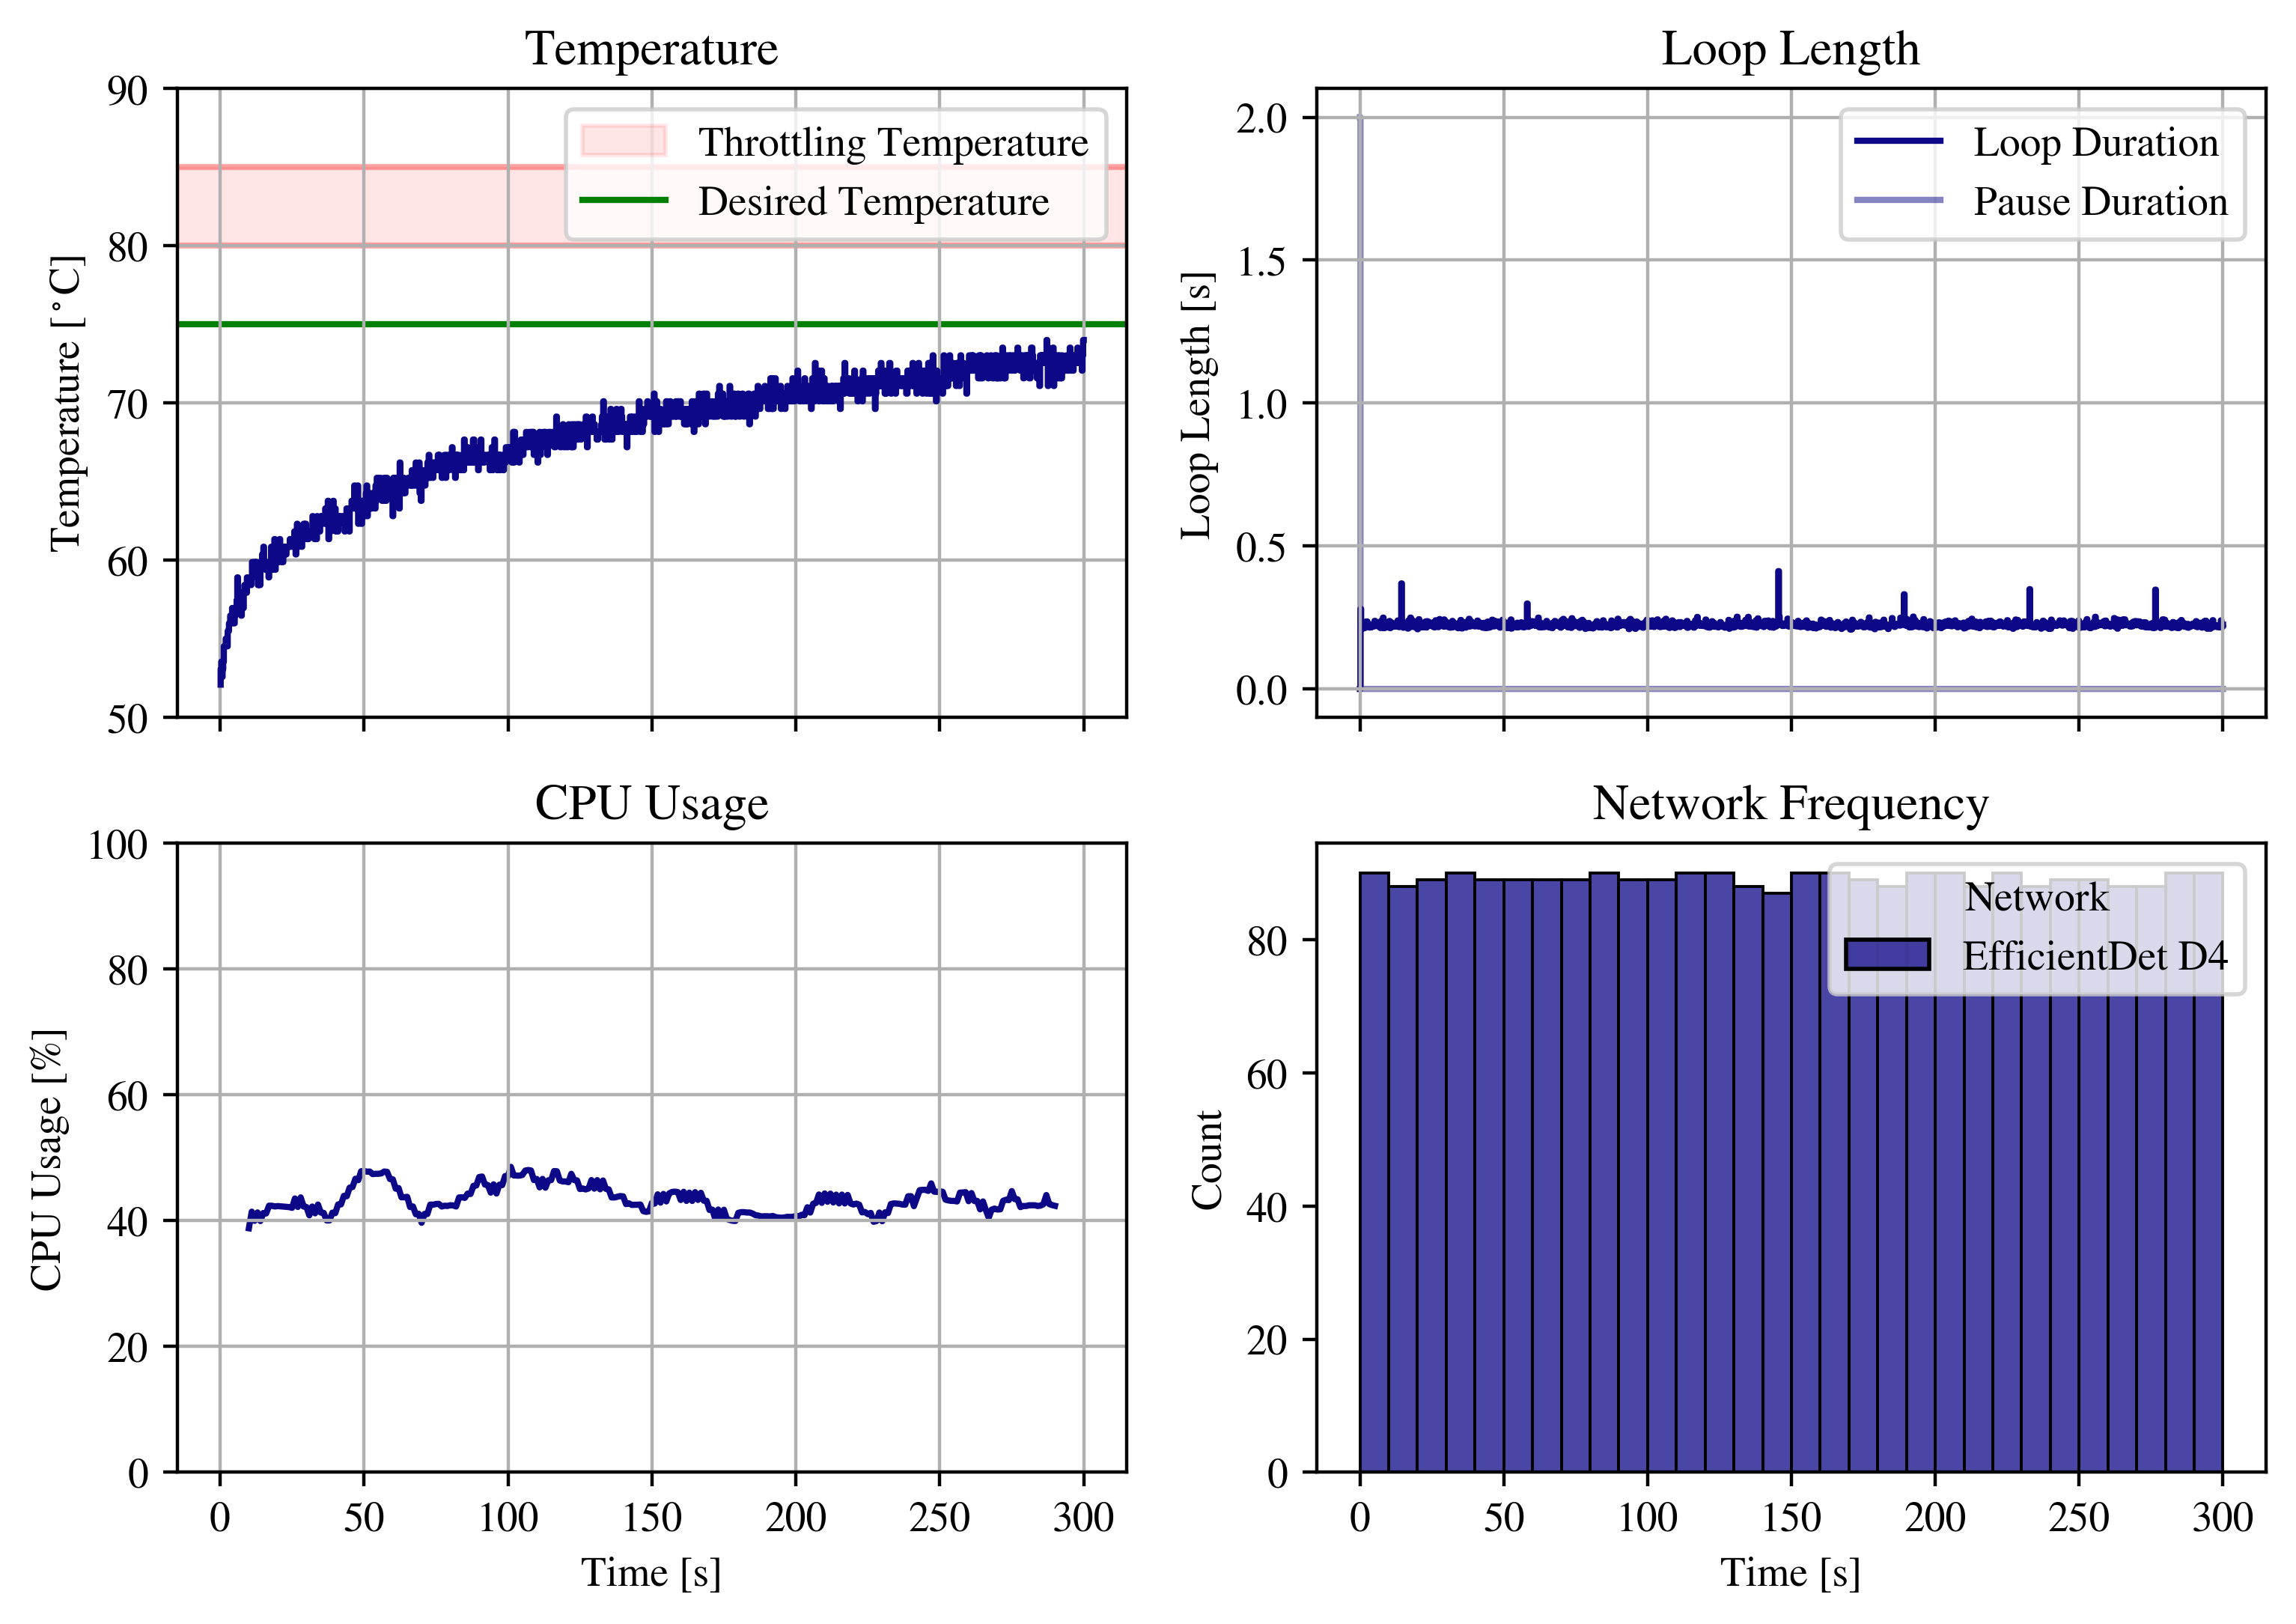 Temperature
90
80
70
60
50
Temperature [°C]
Throttling Temperature
Desired Temperature
Loop Length
2.0
1.5
1.0
0.5
0.0
Loop Length [s]
Loop Duration
Pause Duration
CPU Usage
100
80
60
40
20
0
CPU Usage [%]
0 50 100 150 200 250 300
Time [s]
Network Frequency
80
60
40
20
0
Count
Network
EfficientDet D4
0 50 100 150 200 250 300
Time [s]